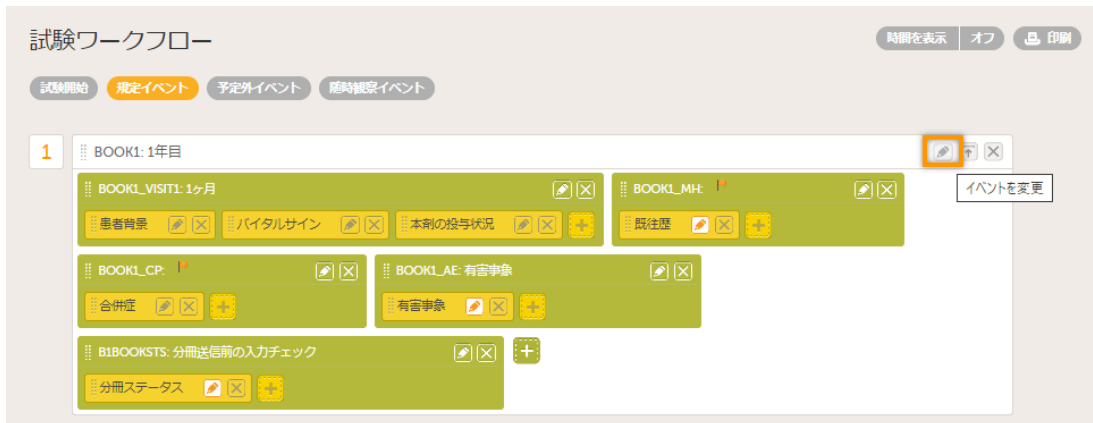 試験ワークフロー
時間を表示 オフ 印刷
試験開始 規定イベント 予定外イベント 随時観察イベント
1 BOOK1: 1年目
イベントを変更
BOOK1_VISIT1: 1ヶ月 BOOK1_MH:
患者背景 バイタルサイン 本剤の投与状況 既往歴
BOOK1_CP: BOOK1_AE: 有害事象
合併症 有害事象
B1BOOKSTS: 分冊送信前の入力チェック
分冊ステータス